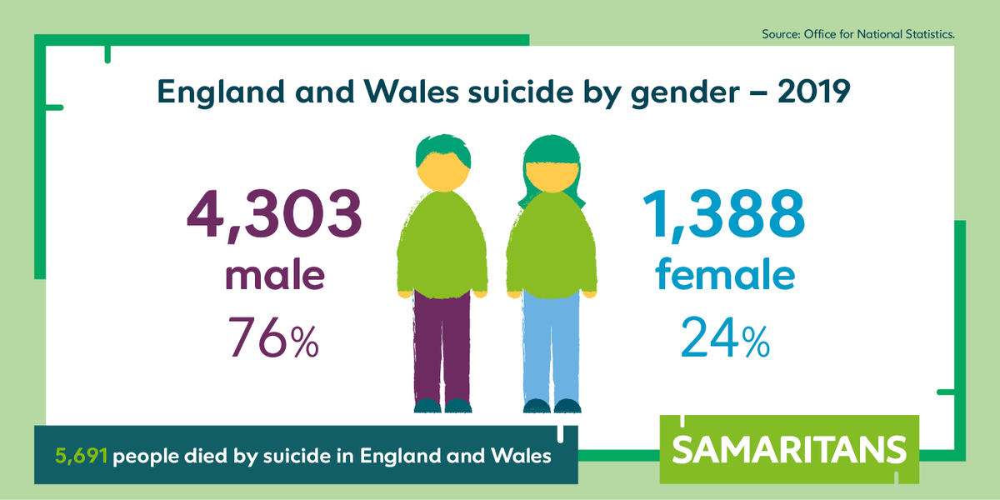 Source: Office for National Statistics.
England and Wales suicide by gender – 2019
4,303
male
76%
1,388
female
24%
5,691 people died by suicide in England and Wales
SAMARITANS